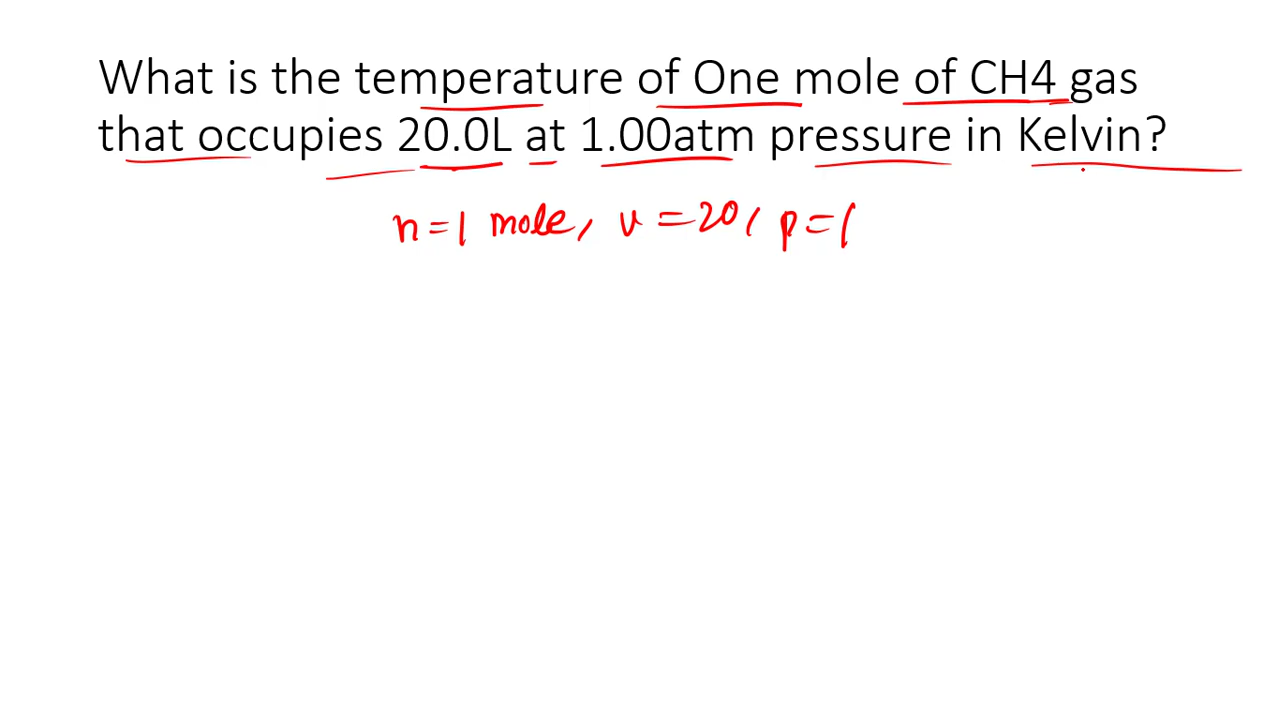 What is the temperature of One mole of CH4 gas
that occupies 20.0L at 1.00atm pressure in Kelvin?
n=1 mole, v=20, p=1